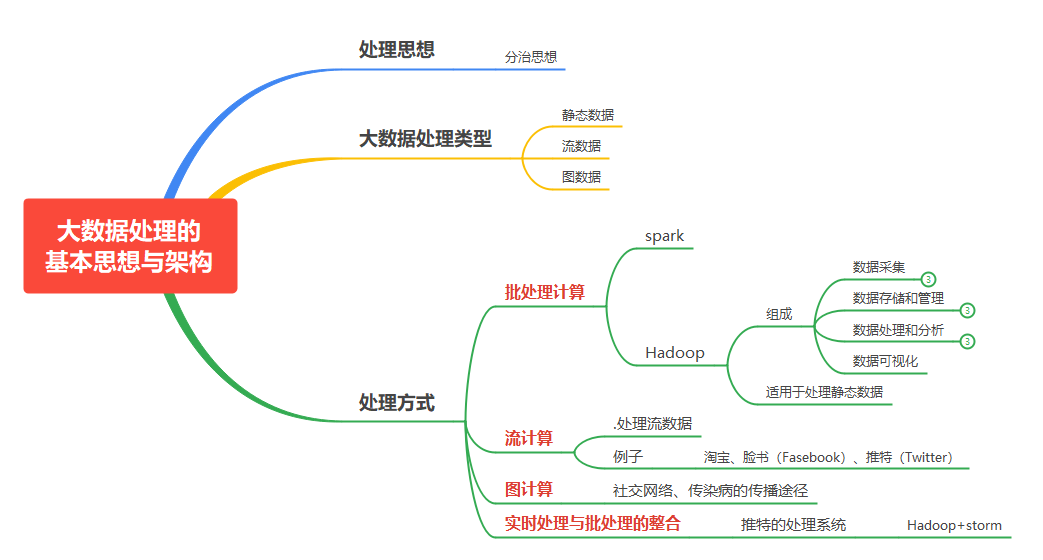 大数据处理的
基本思想与架构
处理思想
分治思想
大数据处理类型
静态数据
流数据
图数据
处理方式
批处理计算
spark
Hadoop
组成
数据采集
3
数据存储和管理
3
数据处理和分析
3
数据可视化
适用于处理静态数据
流计算
.处理流数据
例子
淘宝、脸书（Fasebook）、推特（Twitter）
图计算
社交网络、传染病的传播途径
实时处理与批处理的整合
推特的处理系统
Hadoop+storm